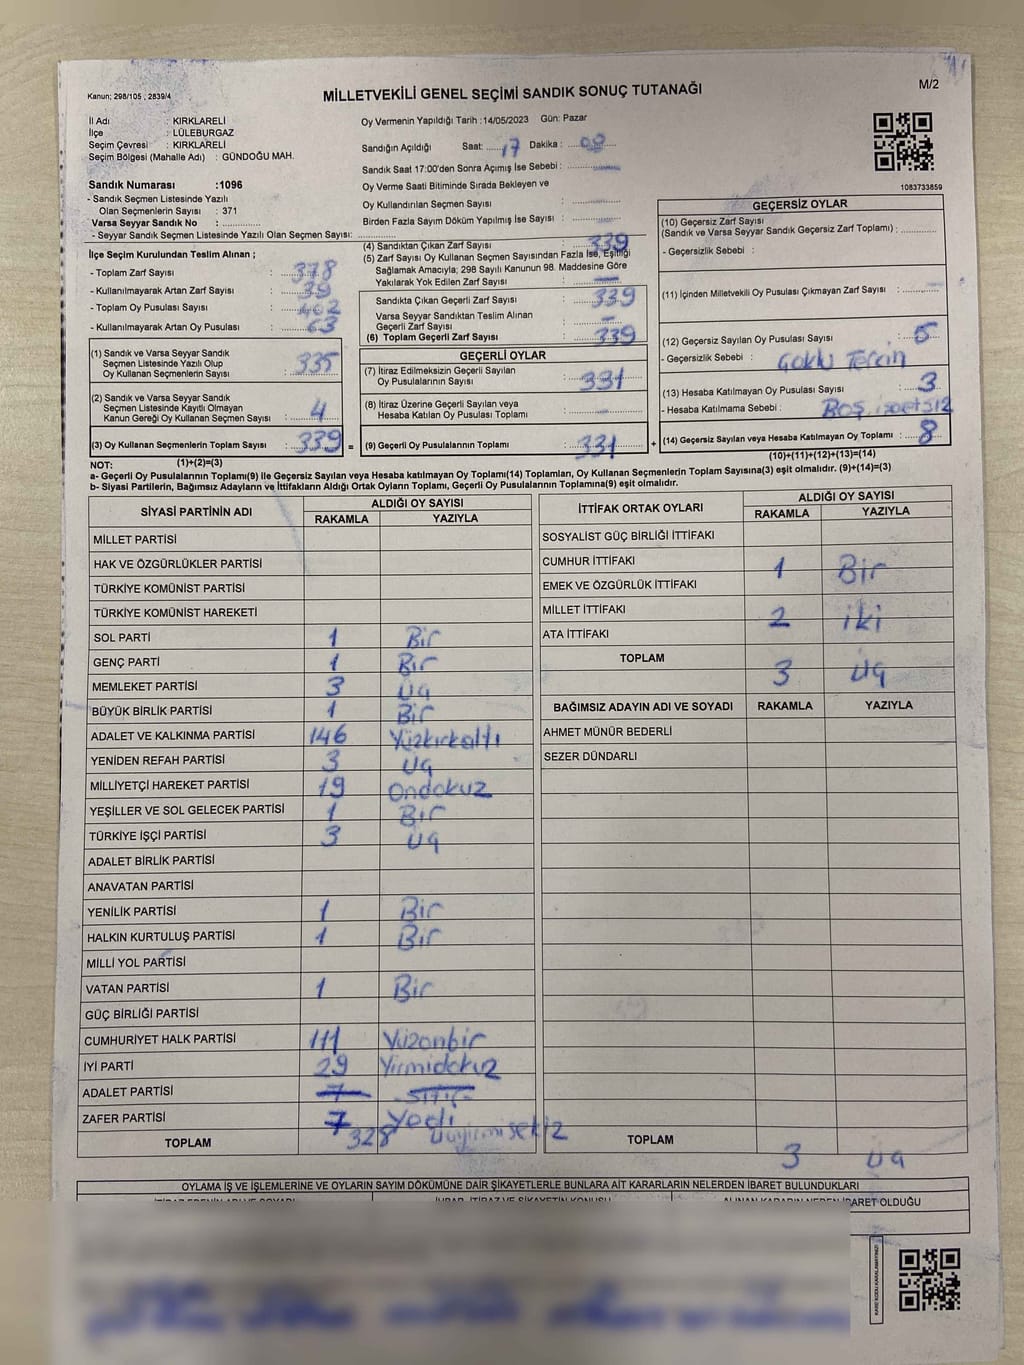 Kanun; 298/105 , 2839/4
MİLLETVEKİLİ GENEL SEÇİMİ SANDIK SONUÇ TUTANAĞI
M/2
İl Adı : KIRKLARELİ
İlçe : LÜLEBURGAZ
Seçim Çevresi : KIRKLARELİ
Seçim Bölgesi (Mahalle Adı) : GÜNDOĞU MAH.
Oy Vermenin Yapıldığı Tarih :14/05/2023 Gün: Pazar
Sandığın Açıldığı Saat: 17 Dakika : 08
Sandık Saat 17:00'den Sonra Açımış İse Sebebi :
Oy Verme Saati Bitiminde Sırada Bekleyen ve
Oy Kullandırılan Seçmen Sayısı :
Birden Fazla Sayım Döküm Yapılmış İse Sayısı :
1083733859
Sandık Numarası :1096
- Sandık Seçmen Listesinde Yazılı
Olan Seçmenlerin Sayısı : 371
Varsa Seyyar Sandık No :
- Seyyar Sandık Seçmen Listesinde Yazılı Olan Seçmen Sayısı:
İlçe Seçim Kurulundan Teslim Alınan ;
- Toplam Zarf Sayısı : 378
- Kullanılmayarak Artan Zarf Sayısı : 39
- Toplam Oy Pusulası Sayısı : 402
- Kullanılmayarak Artan Oy Pusulası : 63
(1) Sandık ve Varsa Seyyar Sandık
Seçmen Listesinde Yazılı Olup
Oy Kullanan Seçmenlerin Sayısı : 335
(2) Sandık ve Varsa Seyyar Sandık
Seçmen Listesinde Kayıtlı Olmayan
Kanun Gereği Oy Kullanan Seçmen Sayısı : 4
(3) Oy Kullanan Seçmenlerin Toplam Sayısı : 339 =
(1)+(2)=(3)
(4) Sandıktan Çıkan Zarf Sayısı : 339
(5) Zarf Sayısı Oy Kullanan Seçmen Sayısından Fazla İse, Eşitliği
Sağlamak Amacıyla; 298 Sayılı Kanunun 98. Maddesine Göre
Yakılarak Yok Edilen Zarf Sayısı :
Sandıkta Çıkan Geçerli Zarf Sayısı : 339
Varsa Seyyar Sandıktan Teslim Alınan
Geçerli Zarf Sayısı :
(6) Toplam Geçerli Zarf Sayısı : 339
GEÇERLİ OYLAR
(7) İtiraz Edilmeksizin Geçerli Sayılan
Oy Pusulalarının Sayısı : 331
(8) İtiraz Üzerine Geçerli Sayılan veya
Hesaba Katılan Oy Pusulaları Toplamı :
(9) Geçerli Oy Pusulalarının Toplamı : 331 +
GEÇERSİZ OYLAR
(10) Geçersiz Zarf Sayısı
(Sandık ve Varsa Seyyar Sandık Geçersiz Zarf Toplamı) :
- Geçersizlik Sebebi :
(11) İçinden Milletvekili Oy Pusulası Çıkmayan Zarf Sayısı :
(12) Geçersiz Sayılan Oy Pusulası Sayısı : 5
- Geçersizlik Sebebi : Çoklu Tercih
(13) Hesaba Katılmayan Oy Pusulası Sayısı : 3
- Hesaba Katılmama Sebebi : Boş
(14) Geçersiz Sayılan veya Hesaba Katılmayan Oy Toplamı : 8
(10)+(11)+(12)+(13)=(14)
NOT:
a- Geçerli Oy Pusulalarının Toplamı(9) ile Geçersiz Sayılan veya Hesaba katılmayan Oy Toplamı(14) Toplamları, Oy Kullanan Seçmenlerin Toplam Sayısına(3) eşit olmalıdır. (9)+(14)=(3)
b- Siyasi Partilerin, Bağımsız Adayların ve İttifakların Aldığı Ortak Oyların Toplamı, Geçerli Oy Pusulalarının Toplamına(9) eşit olmalıdır.
SİYASİ PARTİNİN ADI ALDIĞI OY SAYISI
RAKAMLA YAZIYLA
MİLLET PARTİSİ
HAK VE ÖZGÜRLÜKLER PARTİSİ
TÜRKİYE KOMÜNİST PARTİSİ
TÜRKİYE KOMÜNİST HAREKETİ
SOL PARTİ 1 Bir
GENÇ PARTİ 1 Bir
MEMLEKET PARTİSİ 3 Üç
BÜYÜK BİRLİK PARTİSİ 1 Bir
ADALET VE KALKINMA PARTİSİ 146 Yüzkırkaltı
YENİDEN REFAH PARTİSİ 3 Üç
MİLLİYETÇİ HAREKET PARTİSİ 19 Ondokuz
YEŞİLLER VE SOL GELECEK PARTİSİ 1 Bir
TÜRKİYE İŞÇİ PARTİSİ 3 Üç
ADALET BİRLİK PARTİSİ
ANAVATAN PARTİSİ
YENİLİK PARTİSİ 1 Bir
HALKIN KURTULUŞ PARTİSİ 1 Bir
MİLLİ YOL PARTİSİ
VATAN PARTİSİ 1 Bir
GÜÇ BİRLİĞİ PARTİSİ
CUMHURİYET HALK PARTİSİ 111 Yüzonbir
İYİ PARTİ 29 Yirmidokuz
ADALET PARTİSİ
ZAFER PARTİSİ 7 Yedi
TOPLAM 328 Üçyirmisekiz
İTTİFAK ORTAK OYLARI ALDIĞI OY SAYISI
RAKAMLA YAZIYLA
SOSYALİST GÜÇ BİRLİĞİ İTTİFAKI
CUMHUR İTTİFAKI 1 Bir
EMEK VE ÖZGÜRLÜK İTTİFAKI
MİLLET İTTİFAKI 2 iki
ATA İTTİFAKI
TOPLAM 3 Üç
BAĞIMSIZ ADAYIN ADI VE SOYADI RAKAMLA YAZIYLA
AHMET MÜNÜR BEDERLİ
SEZER DÜNDARLI
TOPLAM 3 Üç
OYLAMA İŞ VE İŞLEMLERİNE VE OYLARIN SAYIM DÖKÜMÜNE DAİR ŞİKAYETLERLE BUNLARA AİT KARARLARIN NELERDEN İBARET BULUNDUKLARI